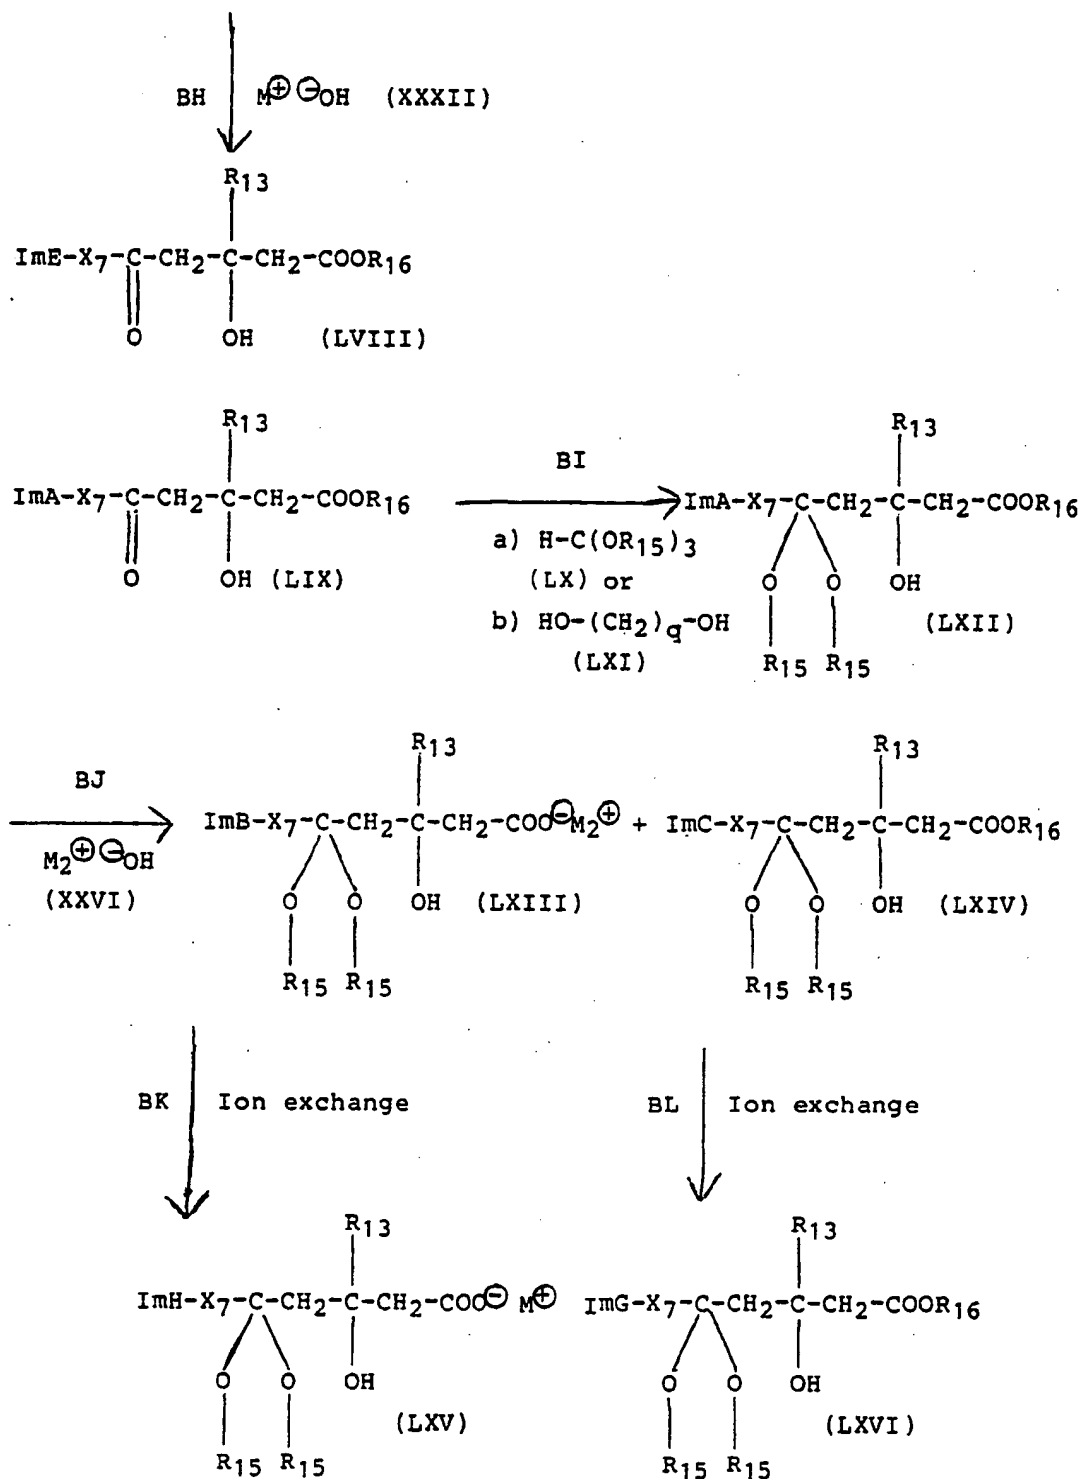 BH M⊕ ⊖OH (XXXII)
R13
ImE-X7-C-CH2-C-CH2-COOR16
O OH (LVIII)
R13 R13
BI
ImA-X7-C-CH2-C-CH2-COOR16 ImA-X7-C-CH2-C-CH2-COOR16
a) H-C(OR15)3
O OH (LIX) (LX) or O O OH
b) HO-(CH2)q-OH (LXII)
(LXI)
R15 R15
R13 R13
BJ
ImB-X7-C-CH2-C-CH2-COO⊖M2⊕ + ImC-X7-C-CH2-C-CH2-COOR16
M2⊕ ⊖OH
(XXVI) O O OH (LXIII) O O OH (LXIV)
R15 R15 R15 R15
BK Ion exchange BL Ion exchange
R13 R13
ImH-X7-C-CH2-C-CH2-COO⊖ M⊕ ImG-X7-C-CH2-C-CH2-COOR16
O O OH O O OH
(LXV) (LXVI)
R15 R15 R15 R15